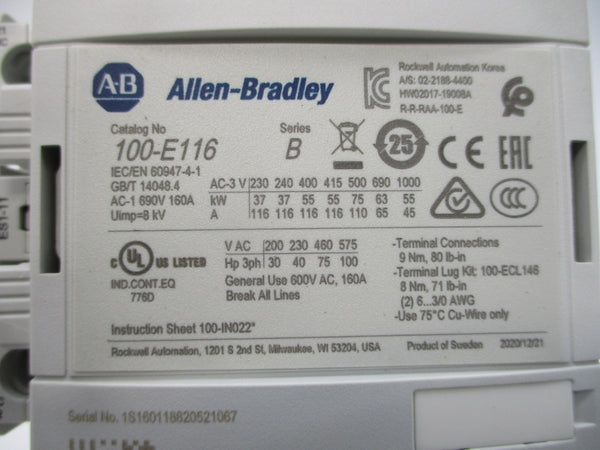 A-B Allen-Bradley
Rockwell Automation Korea
A/S: 02-2188-4400
HW02017-19008A
R-R-RAA-100-E
Catalog No
Series
100-E116
B
25
CE
EAC
IEC/EN 60947-4-1
GB/T 14048.4
AC-1 690V 160A
Uimp=8 kV
AC-3 V 230 240 400 415 500 690 1000
kW 37 37 55 55 75 63 55
A 116 116 116 116 110 65 45
CCC
C UL US LISTED
IND.CONT.EQ
776D
V AC 200 230 460 575
Hp 3ph 30 40 75 100
General Use 600V AC, 160A
Break All Lines
-Terminal Connections
9 Nm, 80 lb-in
-Terminal Lug Kit: 100-ECL146
8 Nm, 71 lb-in
(2) 6...3/0 AWG
-Use 75°C Cu-Wire only
Instruction Sheet 100-IN022*
Rockwell Automation, 1201 S 2nd St, Milwaukee, WI 53204, USA
Product of Sweden
2020/12/21
Serial No. 1S160118620521067